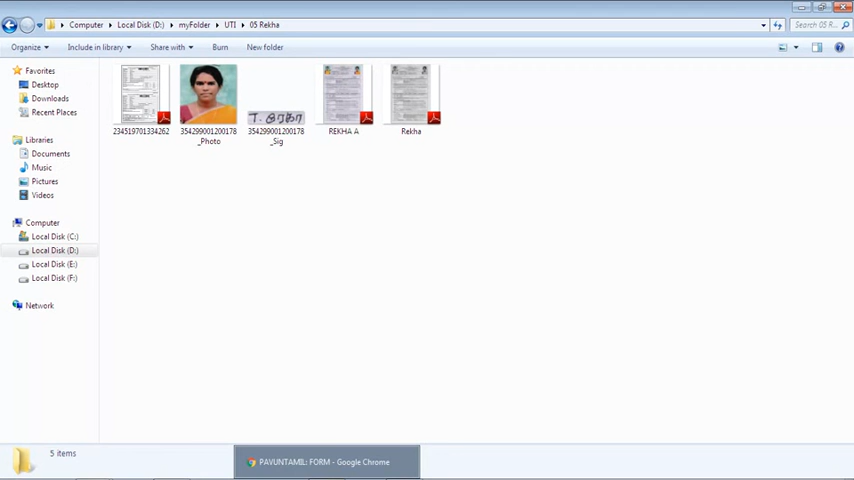 Computer ▸ Local Disk (D:) ▸ myFolder ▸ UTI ▸ 05 Rekha
Search 05 R...
Organize ▾ Include in library ▾ Share with ▾ Burn New folder
Favorites
Desktop
Downloads
Recent Places
Libraries
Documents
Music
Pictures
Videos
Computer
Local Disk (C:)
Local Disk (D:)
Local Disk (E:)
Local Disk (F:)
Network
T. ரேகா
234519701334262
354299001200178
_Photo
354299001200178
_Sig
REKHA A
Rekha
5 items
PAVUNTAMIL: FORM - Google Chrome